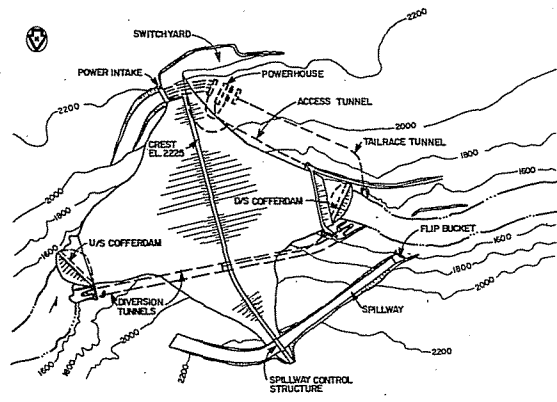 SWITCHYARD
2200
POWER INTAKE
POWERHOUSE
ACCESS TUNNEL
2200
2000
TAILRACE TUNNEL
CREST
EL. 2225
1800
1600
2000
1800
D/S COFFERDAM
FLIP BUCKET
1600
U/S COFFERDAM
1600
1800
2000
DIVERSION
TUNNELS
SPILLWAY
2000
1600
1800
2200
2200
SPILLWAY CONTROL
STRUCTURE